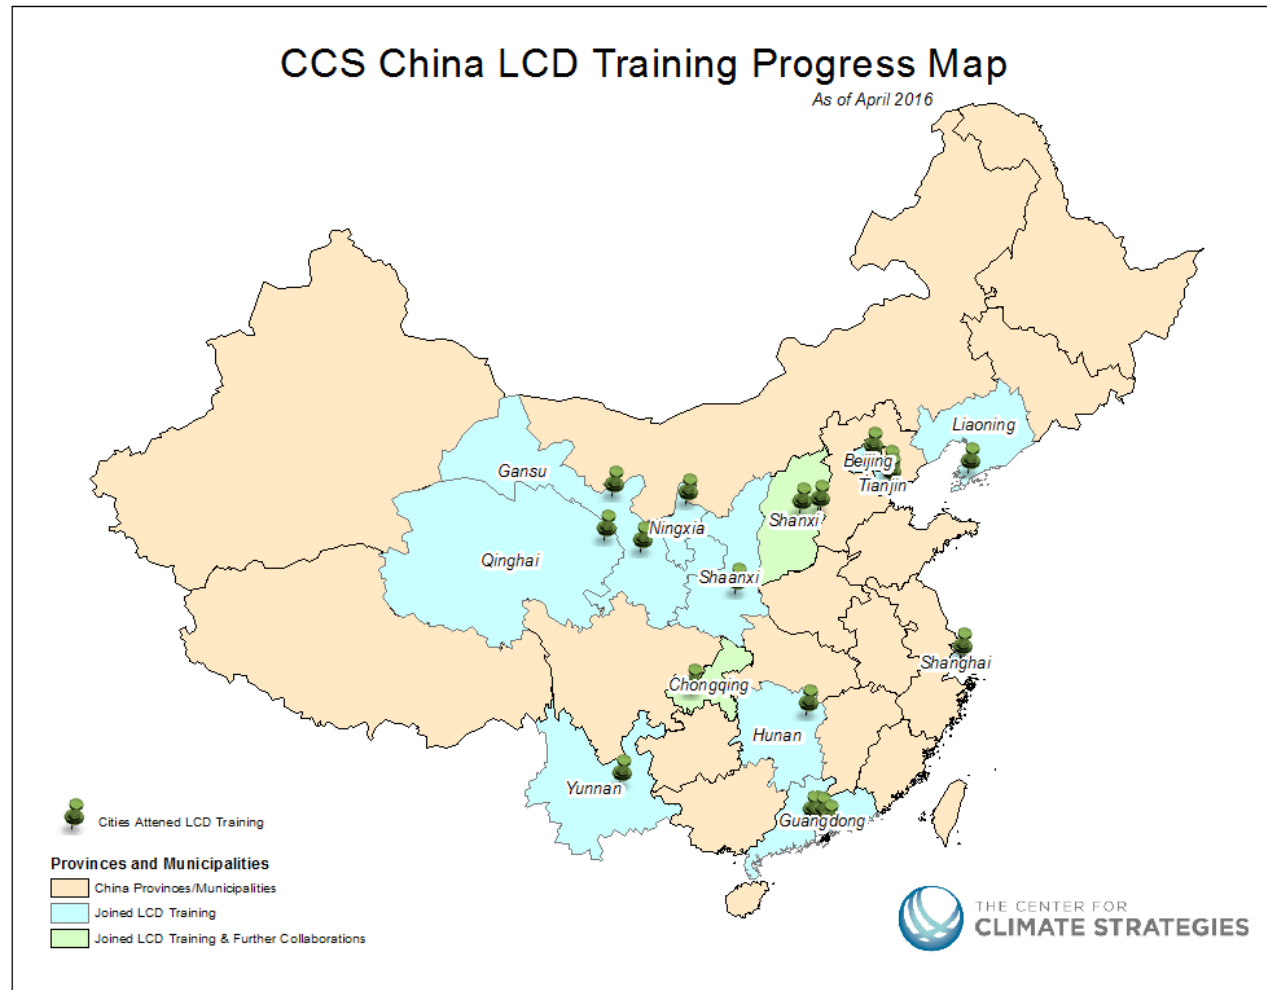 CCS China LCD Training Progress Map
As of April 2016
Liaoning
Beijing
Tianjin
Gansu
Shanxi
Ningxia
Qinghai
Shaanxi
Shanghai
Chongqing
Hunan
Yunnan
Guangdong
Cities Attened LCD Training
Provinces and Municipalities
China Provinces/Municipalities
Joined LCD Training
Joined LCD Training & Further Collaborations
THE CENTER FOR
CLIMATE STRATEGIES